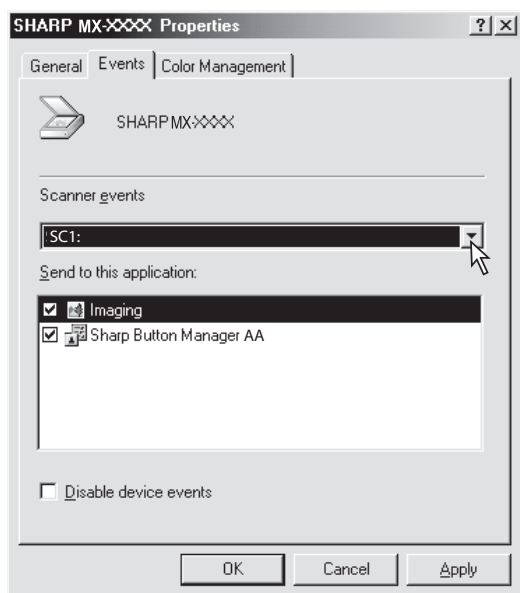 SHARP MX-XXXX Properties
General Events Color Management
SHARP MX-XXXX
Scanner events
SC1:
Send to this application:
Imaging
Sharp Button Manager AA
Disable device events
OK Cancel Apply